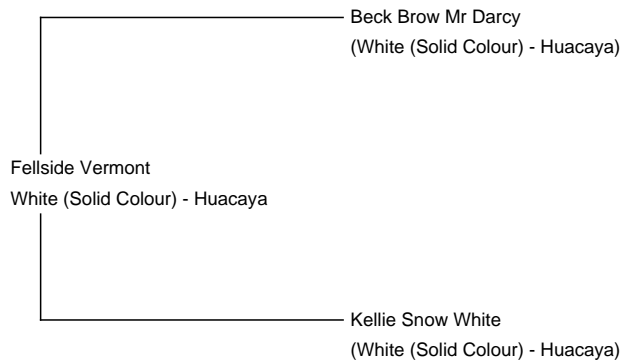 Beck Brow Mr Darcy
(White (Solid Colour) - Huacaya)
Fellside Vermont
White (Solid Colour) - Huacaya
Kellie Snow White
(White (Solid Colour) - Huacaya)